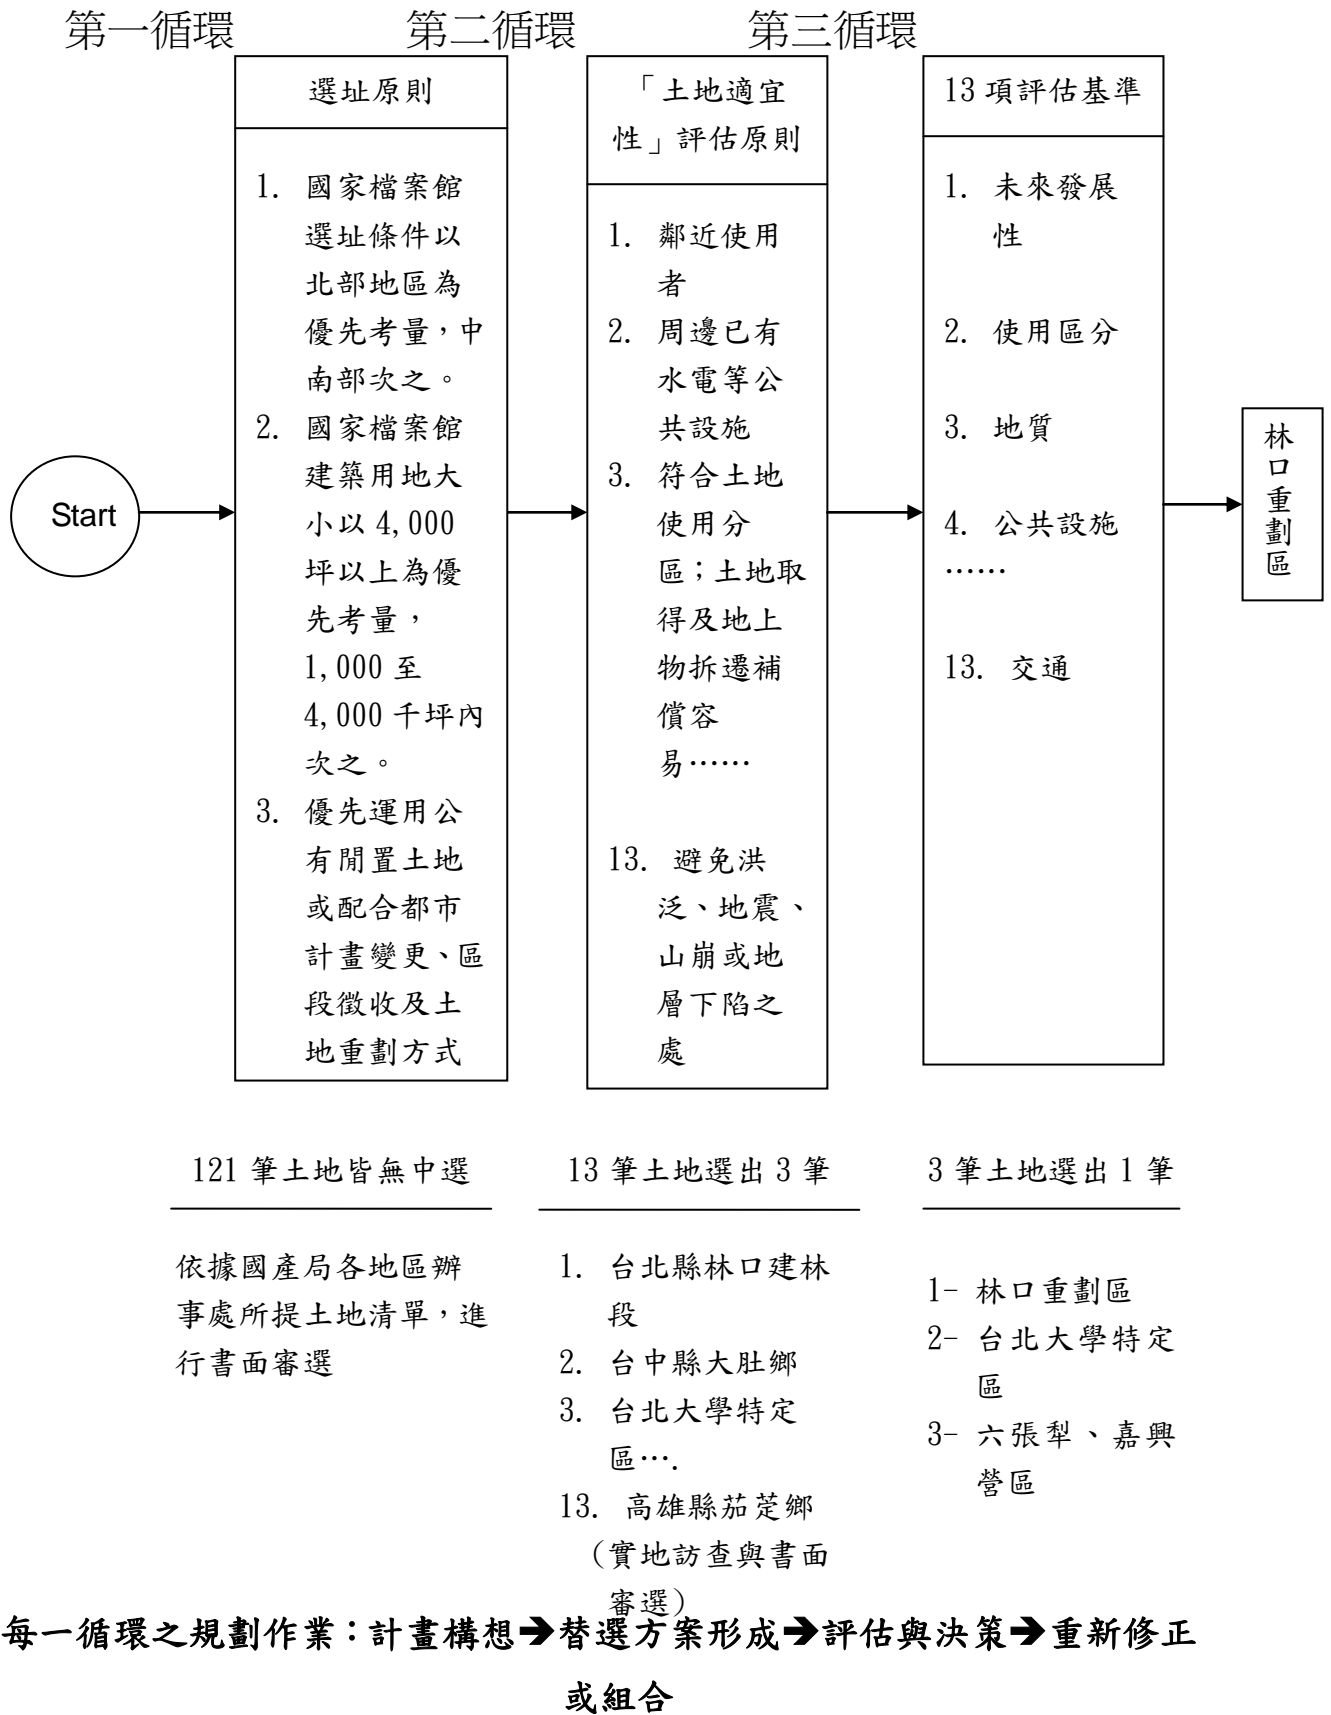 第一循環
第二循環
第三循環
選址原則
1. 國家檔案館
選址條件以
北部地區為
優先考量，中
南部次之。
2. 國家檔案館
建築用地大
小以 4,000
坪以上為優
先考量，
1,000 至
4,000 千坪內
次之。
3. 優先運用公
有閒置土地
或配合都市
計畫變更、區
段徵收及土
地重劃方式
「土地適宜
性」評估原則
1. 鄰近使用
者
2. 周邊已有
水電等公
共設施
3. 符合土地
使用分
區；土地取
得及地上
物拆遷補
償容
易……
13. 避免洪
泛、地震、
山崩或地
層下陷之
處
13 項評估基準
1. 未來發展
性
2. 使用區分
3. 地質
4. 公共設施
……
13. 交通
Start
林
口
重
劃
區
121 筆土地皆無中選
依據國產局各地區辦
事處所提土地清單，進
行書面審選
13 筆土地選出 3 筆
1. 台北縣林口建林
段
2. 台中縣大肚鄉
3. 台北大學特定
區….
13. 高雄縣茄萣鄉
（實地訪查與書面
審選）
3 筆土地選出 1 筆
1- 林口重劃區
2- 台北大學特定
區
3- 六張犁、嘉興
營區
每一循環之規劃作業：計畫構想➔替選方案形成➔評估與決策➔重新修正
或組合